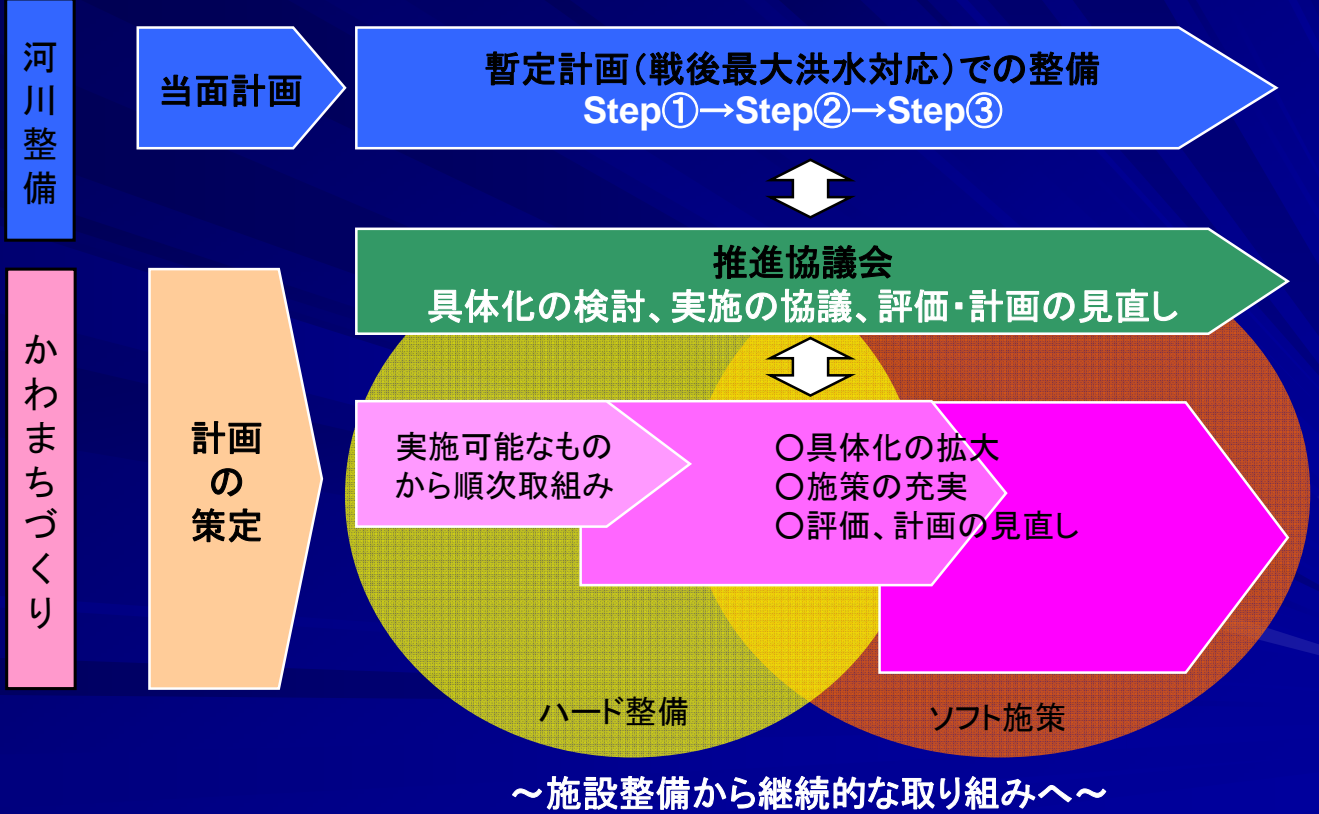 河川整備
当面計画
暫定計画(戦後最大洪水対応)での整備
Step①→Step②→Step③
かわまちづくり
計画
の
策定
推進協議会
具体化の検討、実施の協議、評価・計画の見直し
実施可能なもの
から順次取組み
○具体化の拡大
○施策の充実
○評価、計画の見直し
ハード整備
ソフト施策
～施設整備から継続的な取り組みへ～